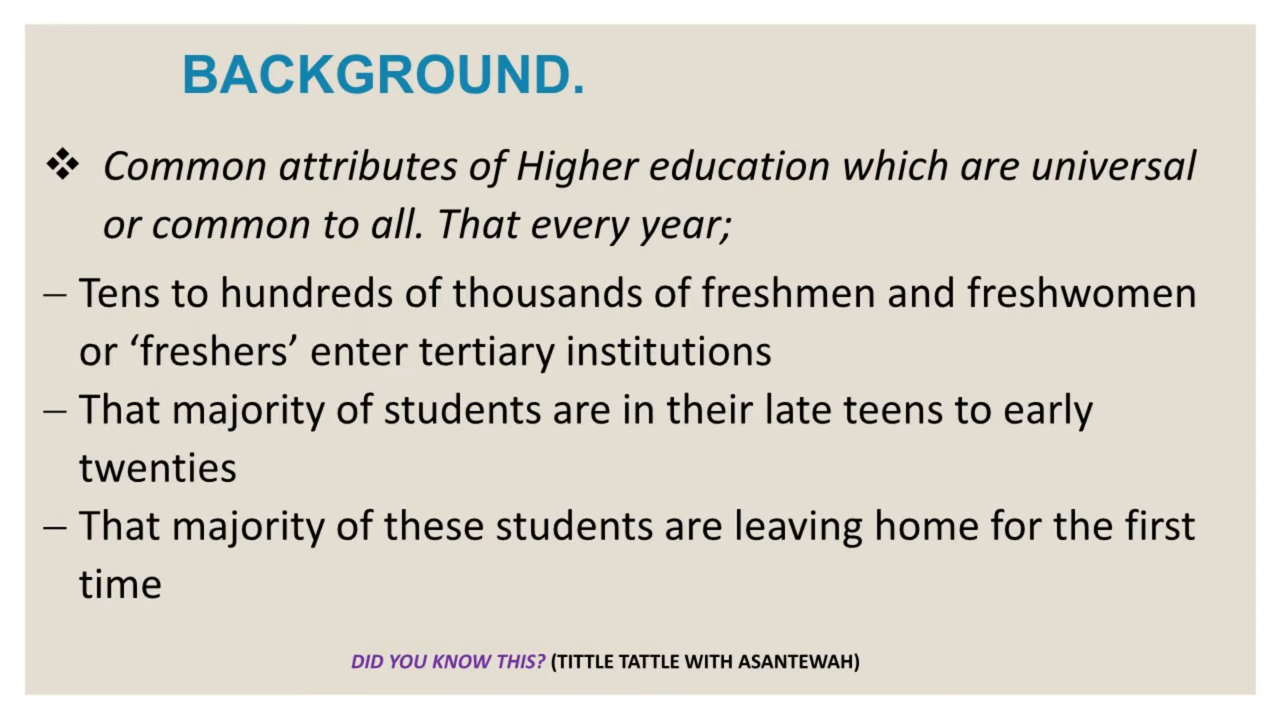 BACKGROUND.
❖ Common attributes of Higher education which are universal
or common to all. That every year;
– Tens to hundreds of thousands of freshmen and freshwomen
or ‘freshers’ enter tertiary institutions
– That majority of students are in their late teens to early
twenties
– That majority of these students are leaving home for the first
time
DID YOU KNOW THIS? (TITTLE TATTLE WITH ASANTEWAH)